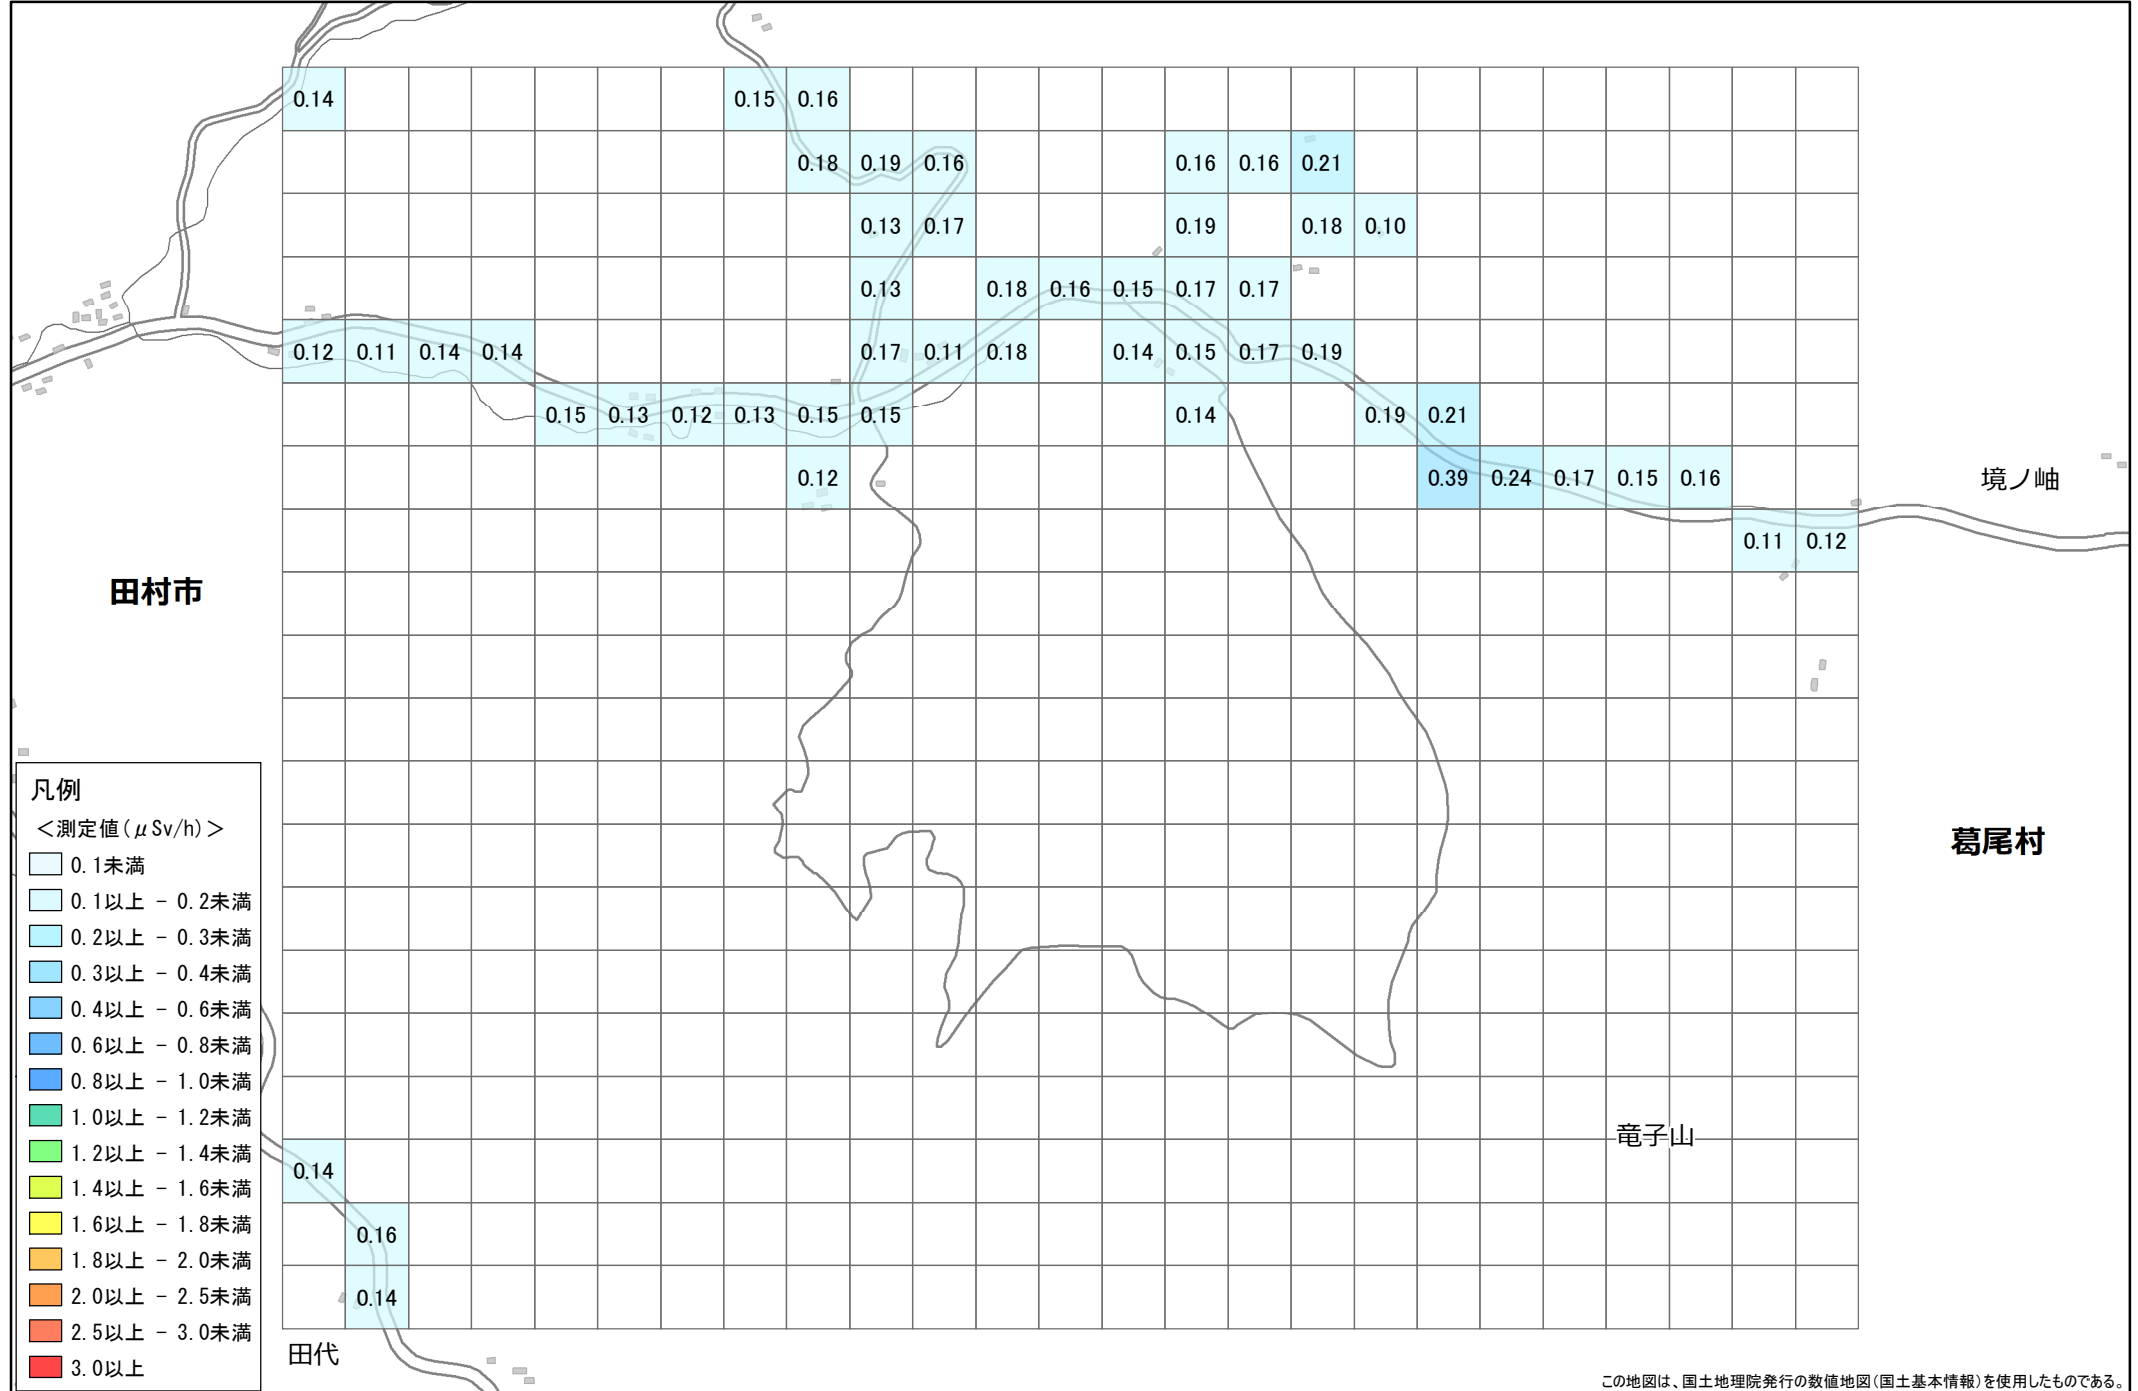 0.14 0.15 0.16
0.18 0.19 0.16 0.16 0.16 0.21
0.13 0.17 0.19 0.18 0.10
0.13 0.18 0.16 0.15 0.17 0.17
0.12 0.11 0.14 0.14 0.17 0.11 0.18 0.14 0.15 0.17 0.19
0.15 0.13 0.12 0.13 0.15 0.15 0.14 0.19 0.21
0.12 0.39 0.24 0.17 0.15 0.16
境ノ岫
0.11 0.12
田村市
凡例
＜測定値(μSv/h)＞
0.1未満
0.1以上 - 0.2未満
0.2以上 - 0.3未満
0.3以上 - 0.4未満
0.4以上 - 0.6未満
0.6以上 - 0.8未満
0.8以上 - 1.0未満
1.0以上 - 1.2未満
1.2以上 - 1.4未満
1.4以上 - 1.6未満
1.6以上 - 1.8未満
1.8以上 - 2.0未満
2.0以上 - 2.5未満
2.5以上 - 3.0未満
3.0以上
葛尾村
竜子山
0.14
0.16
0.14
田代
この地図は、国土地理院発行の数値地図(国土基本情報)を使用したものである。